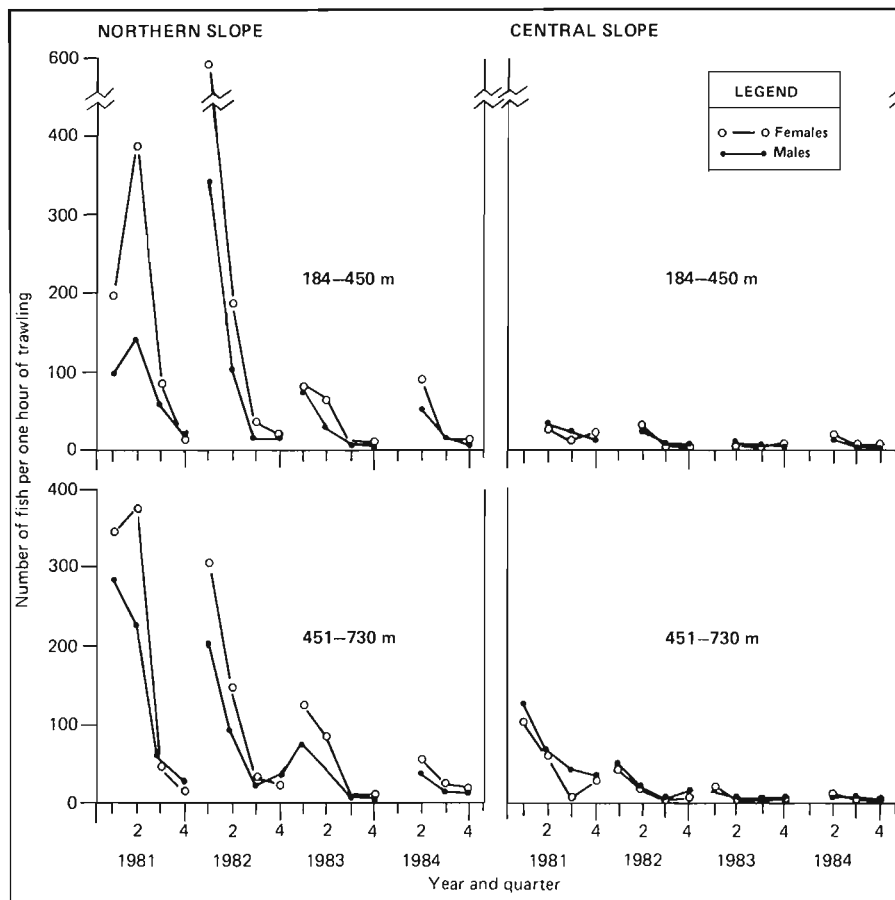 NORTHERN SLOPE
CENTRAL SLOPE
600
400
300
200
100
0
LEGEND
Females
Males
184–450 m
184–450 m
Number of fish per one hour of trawling
400
300
200
100
0
451–730 m
451–730 m
2 4 2 4 2 4 2 4
1981 1982 1983 1984
2 4 2 4 2 4 2 4
1981 1982 1983 1984
Year and quarter